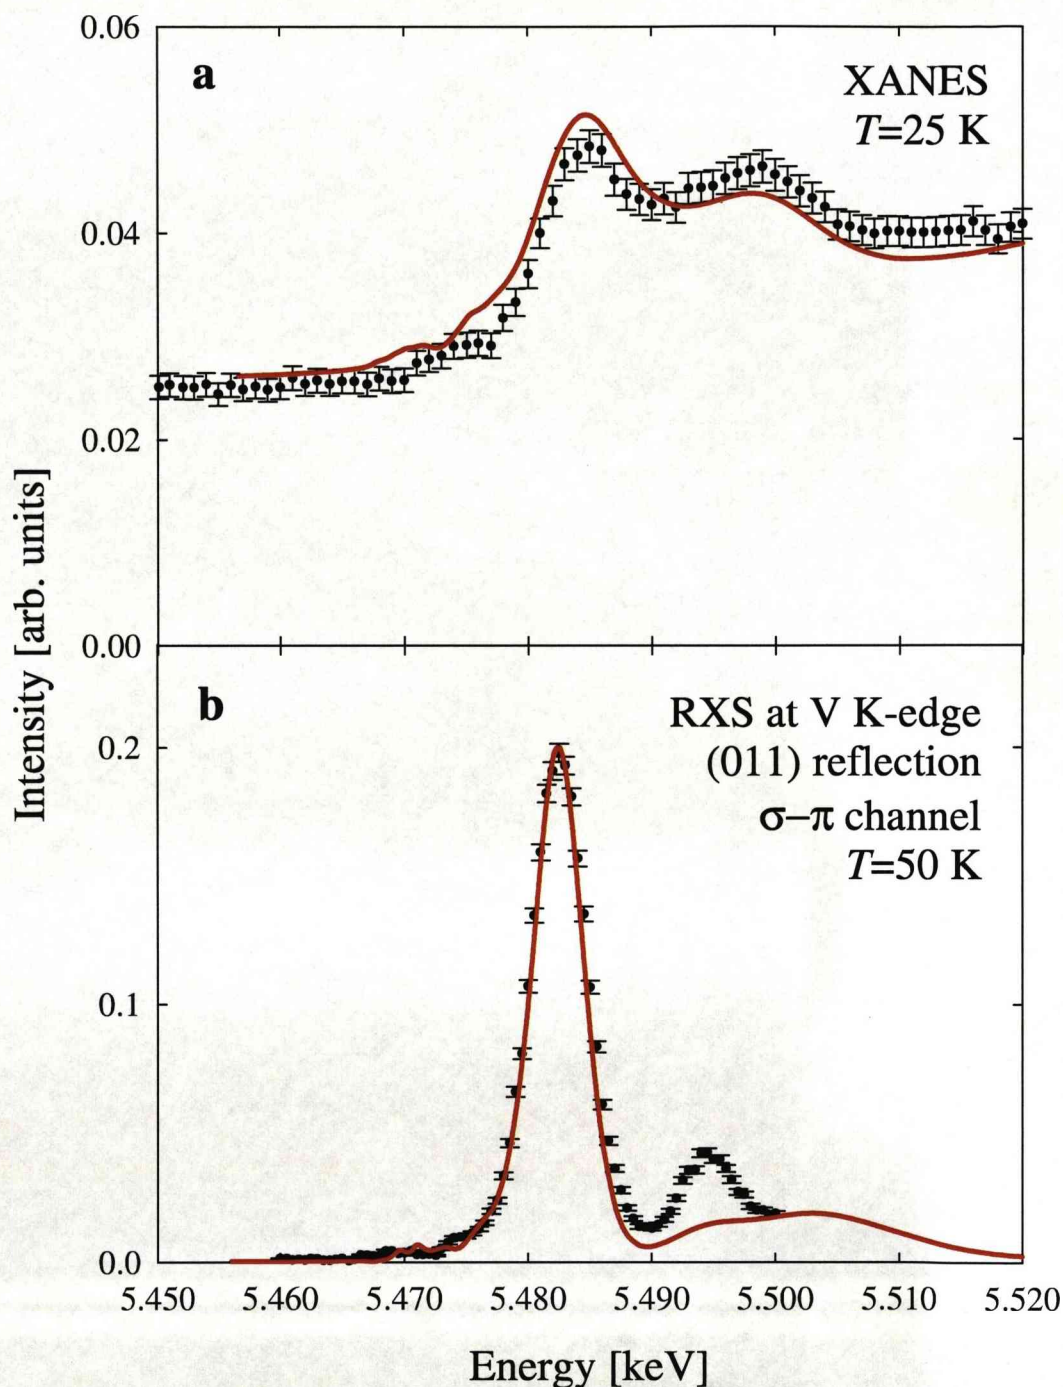 0.06
a
XANES
T=25 K
0.04
0.02
0.00
Intensity [arb. units]
b
RXS at V K-edge
(011) reflection
σ–π channel
T=50 K
0.2
0.1
0.0
5.450 5.460 5.470 5.480 5.490 5.500 5.510 5.520
Energy [keV]